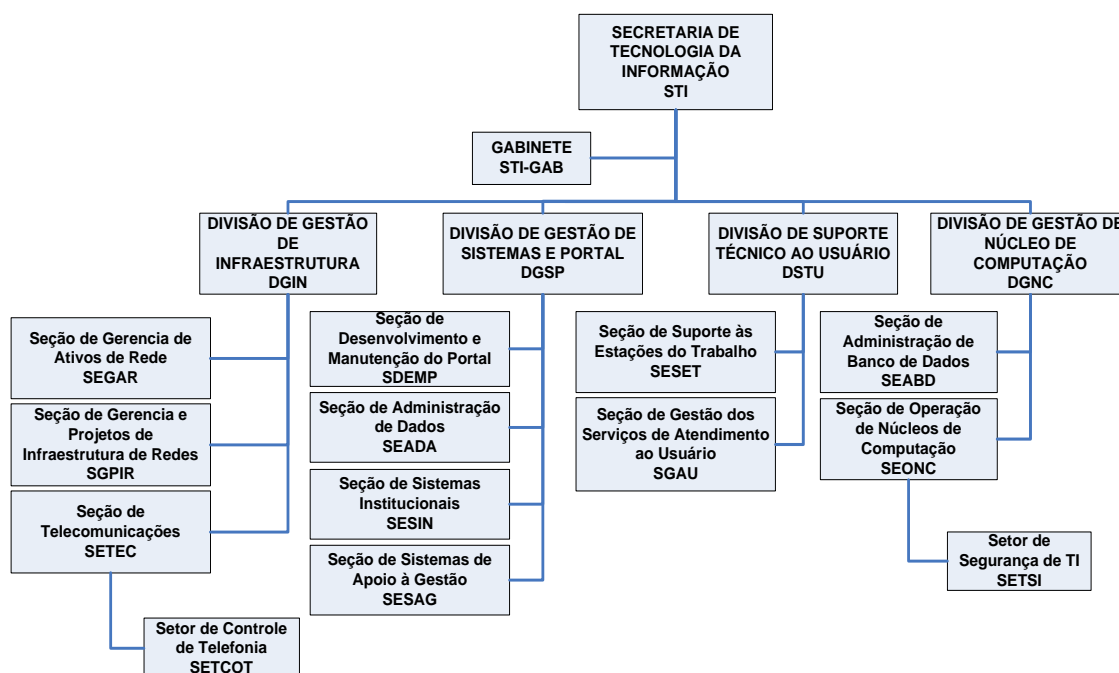 SECRETARIA DE
TECNOLOGIA DA
INFORMAÇÃO
STI
GABINETE
STI-GAB
DIVISÃO DE GESTÃO
DE
INFRAESTRUTURA
DGIN
DIVISÃO DE GESTÃO DE
SISTEMAS E PORTAL
DGSP
DIVISÃO DE SUPORTE
TÉCNICO AO USUÁRIO
DSTU
DIVISÃO DE GESTÃO DE
NÚCLEO DE
COMPUTAÇÃO
DGNC
Seção de Gerencia de
Ativos de Rede
SEGAR
Seção de Gerencia e
Projetos de
Infraestrutura de Redes
SGPIR
Seção de
Telecomunicações
SETEC
Setor de Controle
de Telefonia
SETCOT
Seção de
Desenvolvimento e
Manutenção do Portal
SDEMP
Seção de Administração
de Dados
SEADA
Seção de Sistemas
Institucionais
SESIN
Seção de Sistemas de
Apoio à Gestão
SESAG
Seção de Suporte às
Estações do Trabalho
SESET
Seção de Gestão dos
Serviços de Atendimento
ao Usuário
SGAU
Seção de
Administração de
Banco de Dados
SEABD
Seção de Operação
de Núcleos de
Computação
SEONC
Setor de
Segurança de TI
SETSI